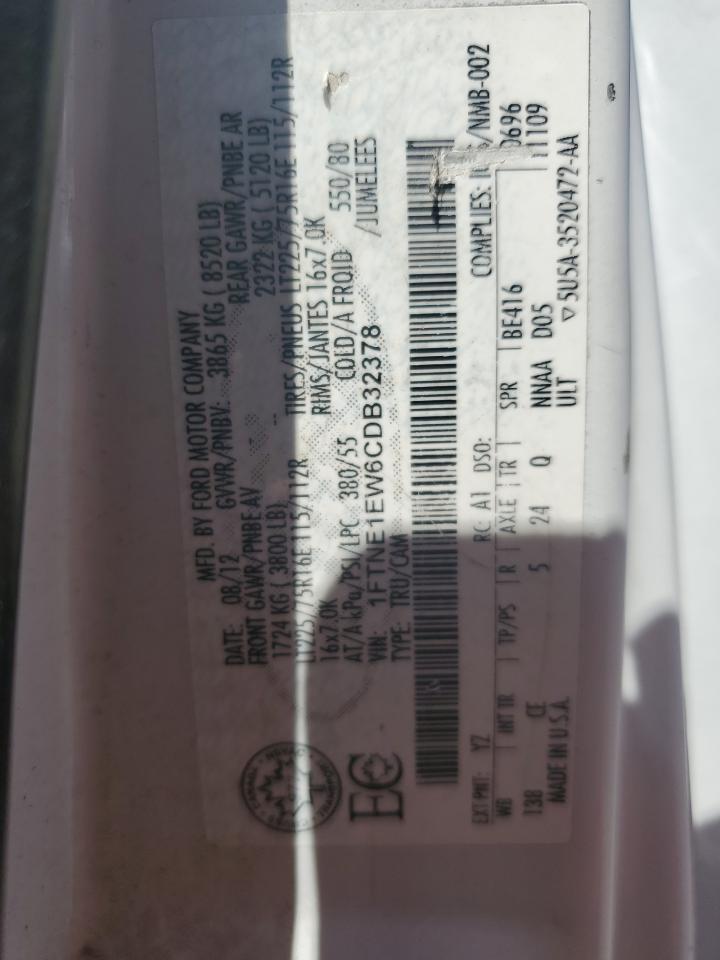 MFD. BY FORD MOTOR COMPANY
DATE: 08/12 GVWR/PNBV: 3865 KG ( 8520 LB)
FRONT GAWR/PNBE AV REAR GAWR/PNBE AR
1724 KG ( 3800 LB) 2322 KG ( 5120 LB)
LT225/75R16E 115/112R TIRES/PNEUS LT225/75R16E 115/112R
16x7.0K RIMS/JANTES 16x7.0K
AT/A kPa/PSI/LPC 380/55 COLD/A FROID 550/80
VIN: 1FTNE1EW6CDB32378 /JUMELEES
TYPE: TRU/CAM
EC
COMPLIES: /NMB-002
EXT PNT: YZ RC: A1 DSO: 0696
WB INT TR TP/PS R AXLE TR SPR BE416 11109
138 CE 5 24 Q NNAA D05
MADE IN U.S.A. ULT
▽5U5A-3520472-AA